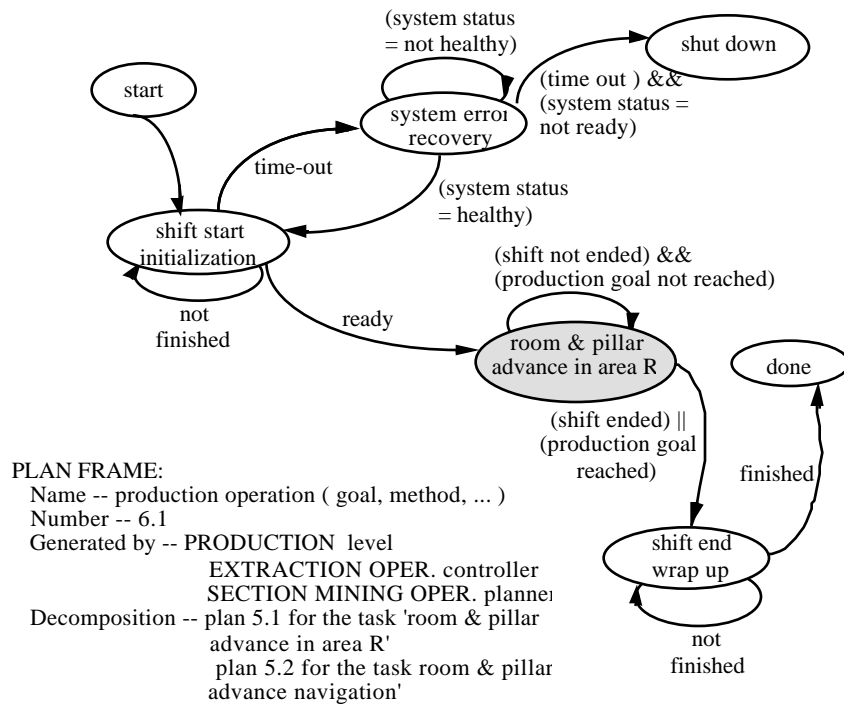 (system status
= not healthy)
shut down
start
(time out ) &&
(system status =
not ready)
system error
recovery
time-out
(system status
= healthy)
shift start
initialization
(shift not ended) &&
(production goal not reached)
not
finished
ready
room & pillar
advance in area R
done
(shift ended) ||
(production goal
reached)
finished
PLAN FRAME:
Name -- production operation ( goal, method, ... )
Number -- 6.1
Generated by -- PRODUCTION level
EXTRACTION OPER. controller
SECTION MINING OPER. planner
Decomposition -- plan 5.1 for the task 'room & pillar
advance in area R'
plan 5.2 for the task room & pillar
advance navigation'
shift end
wrap up
not
finished